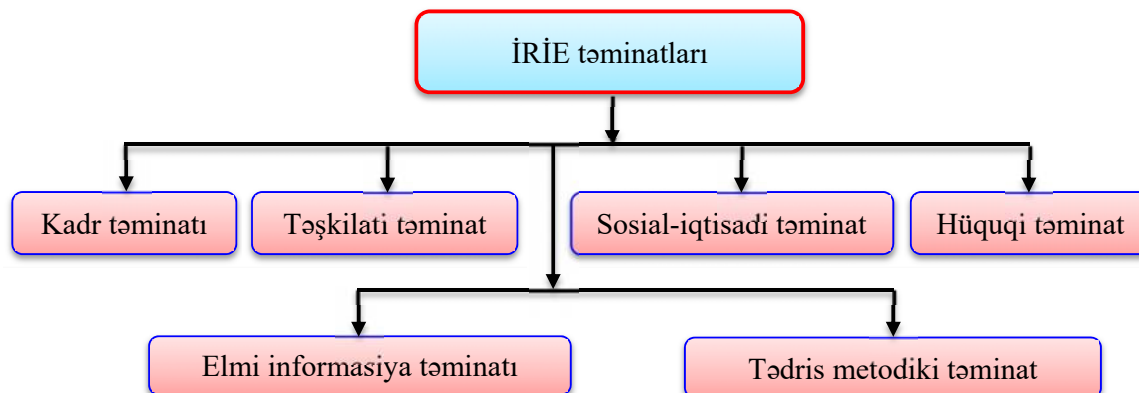 İRİE təminatları
Kadr təminatı
Təşkilati təminat
Sosial-iqtisadi təminat
Hüquqi təminat
Elmi informasiya təminatı
Tədris metodiki təminat